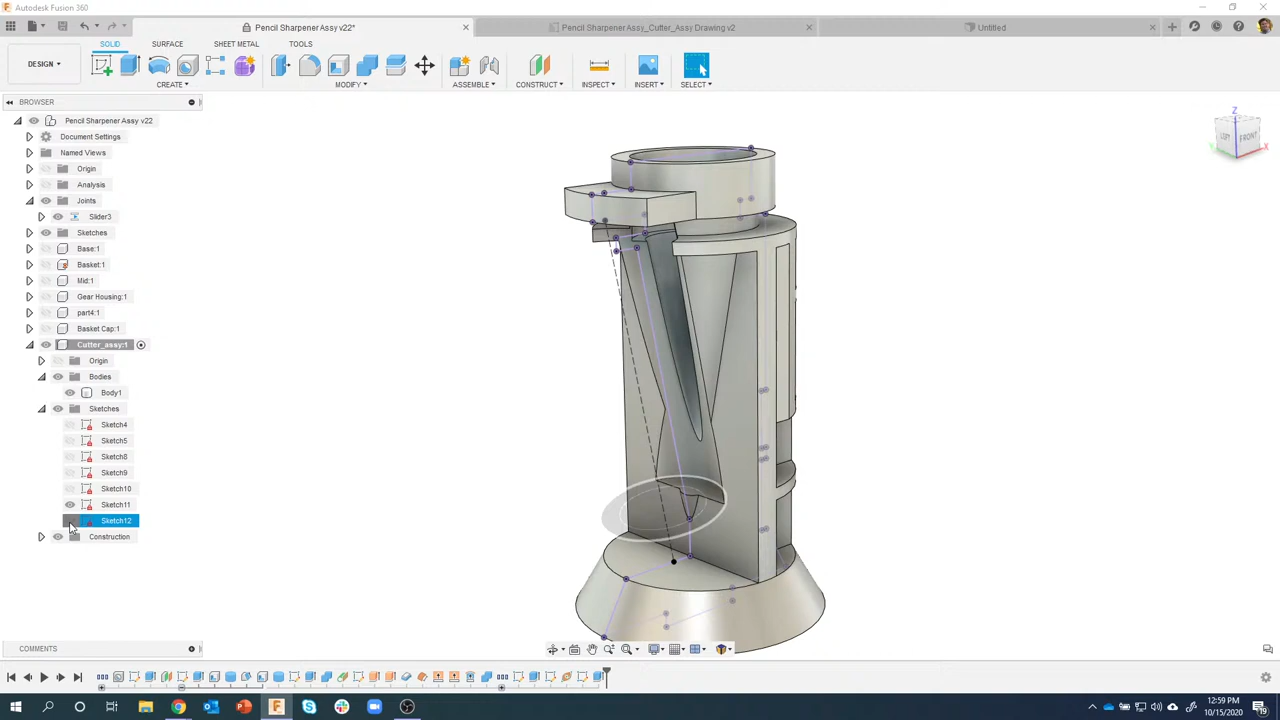 Autodesk Fusion 360
Pencil Sharpener Assy v22*
Pencil Sharpener Assy_Cutter_Assy Drawing v2
Untitled
SOLID
SURFACE
SHEET METAL
TOOLS
DESIGN
CREATE
MODIFY
ASSEMBLE
CONSTRUCT
INSPECT
INSERT
SELECT
BROWSER
Pencil Sharpener Assy v22
Document Settings
Named Views
Origin
Analysis
Joints
Slider3
Sketches
Base:1
Basket:1
Mid:1
Gear Housing:1
part4:1
Basket Cap:1
Cutter_assy:1
Origin
Bodies
Body1
Sketches
Sketch4
Sketch5
Sketch8
Sketch9
Sketch10
Sketch11
Sketch12
Construction
Z
LEFT
FRONT
X
COMMENTS
12:59 PM
10/15/2020
19